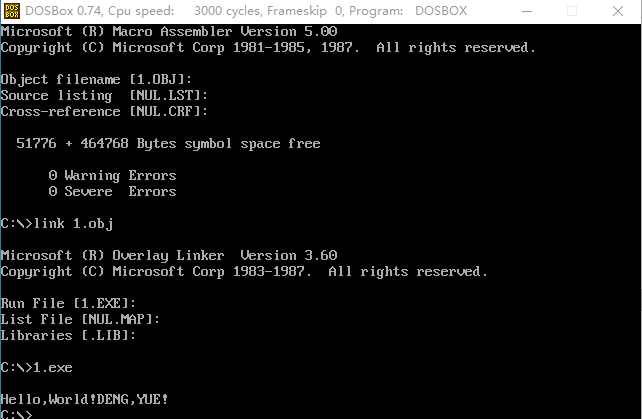 DOS BOX
DOSBox 0.74, Cpu speed: 3000 cycles, Frameskip 0, Program: DOSBOX
Microsoft (R) Macro Assembler Version 5.00
Copyright (C) Microsoft Corp 1981-1985, 1987. All rights reserved.
Object filename [1.OBJ]:
Source listing [NUL.LST]:
Cross-reference [NUL.CRF]:
51776 + 464768 Bytes symbol space free
0 Warning Errors
0 Severe Errors
C:\>link 1.obj
Microsoft (R) Overlay Linker Version 3.60
Copyright (C) Microsoft Corp 1983-1987. All rights reserved.
Run File [1.EXE]:
List File [NUL.MAP]:
Libraries [.LIB]:
C:\>1.exe
Hello,World!DENG,YUE!
C:\>